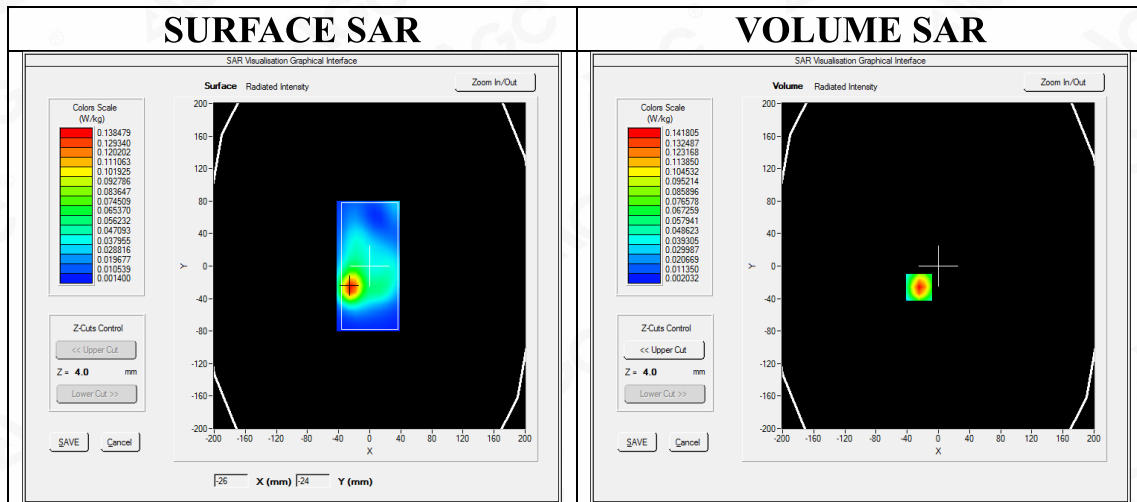 SURFACE SAR
SAR Visualisation Graphical Interface
Surface Radiated Intensity
Zoom In/Out
Colors Scale
(W/kg)
0.138479
0.129340
0.120202
0.111063
0.101925
0.092786
0.083647
0.074509
0.065370
0.056232
0.047093
0.037955
0.028816
0.019677
0.010539
0.001400
Z-Cuts Control
<< Upper Cut
Z = 4.0 mm
Lower Cut >>
SAVE Cancel
200
160
120
80
40
0
-40
-80
-120
-160
-200
Y
-200 -160 -120 -80 -40 0 40 80 120 160 200
X
-26 X (mm) -24 Y (mm)
VOLUME SAR
SAR Visualisation Graphical Interface
Volume Radiated Intensity
Zoom In/Out
Colors Scale
(W/kg)
0.141805
0.132487
0.123168
0.113850
0.104532
0.095214
0.085896
0.076578
0.067259
0.057941
0.048623
0.039305
0.029987
0.020669
0.011350
0.002032
Z-Cuts Control
<< Upper Cut
Z = 4.0 mm
Lower Cut >>
SAVE Cancel
200
160
120
80
40
0
-40
-80
-120
-160
-200
Y
-200 -160 -120 -80 -40 0 40 80 120 160 200
X